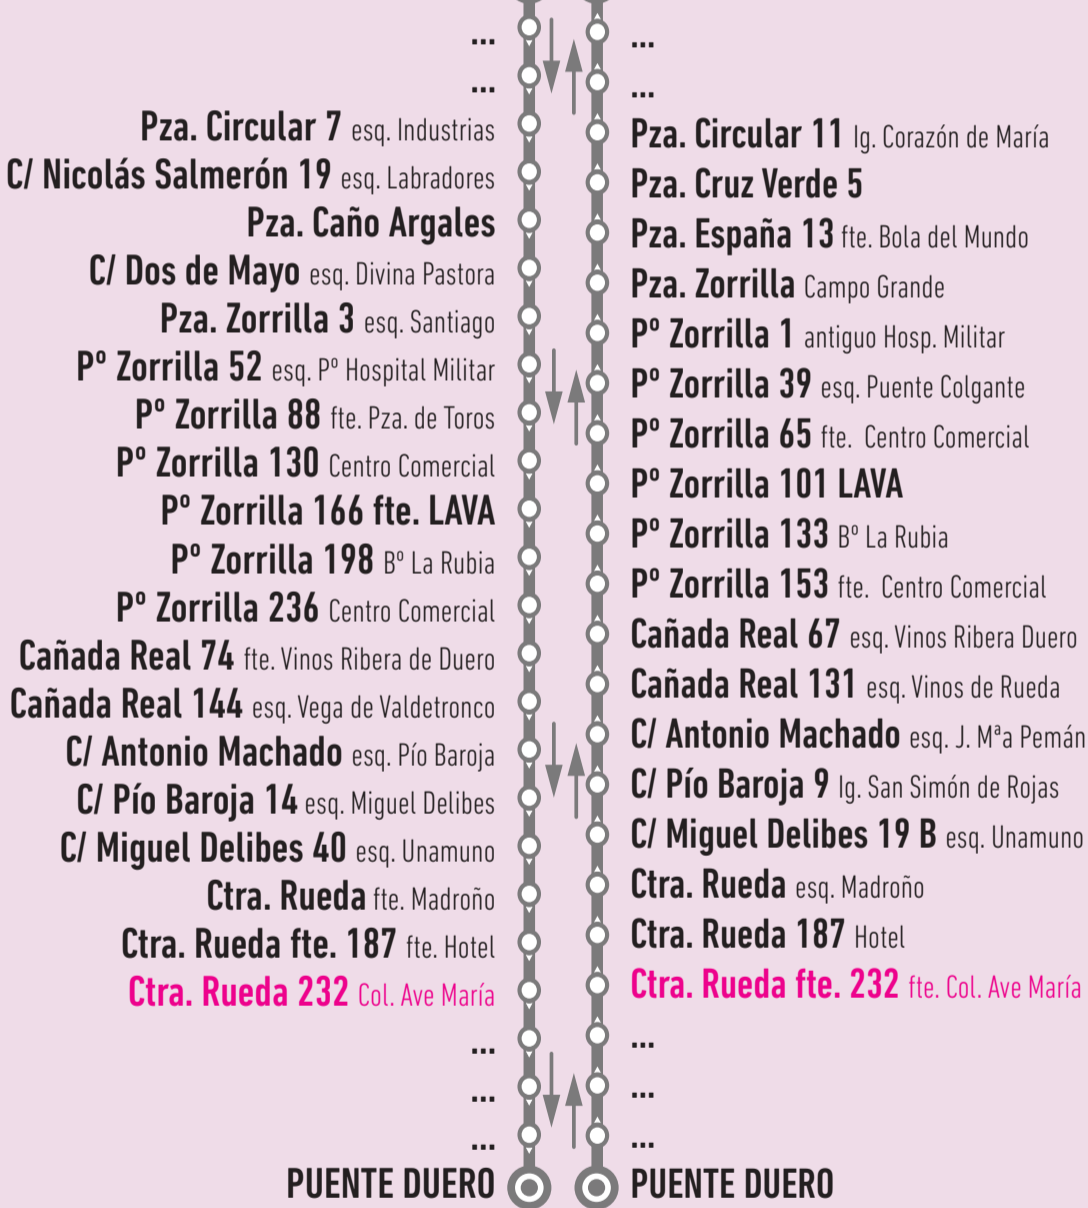 ...
...
Pza. Circular 7 esq. Industrias
C/ Nicolás Salmerón 19 esq. Labradores
Pza. Caño Argales
C/ Dos de Mayo esq. Divina Pastora
Pza. Zorrilla 3 esq. Santiago
Pº Zorrilla 52 esq. Pº Hospital Militar
Pº Zorrilla 88 fte. Pza. de Toros
Pº Zorrilla 130 Centro Comercial
Pº Zorrilla 166 fte. LAVA
Pº Zorrilla 198 Bº La Rubia
Pº Zorrilla 236 Centro Comercial
Cañada Real 74 fte. Vinos Ribera de Duero
Cañada Real 144 esq. Vega de Valdetronco
C/ Antonio Machado esq. Pío Baroja
C/ Pío Baroja 14 esq. Miguel Delibes
C/ Miguel Delibes 40 esq. Unamuno
Ctra. Rueda fte. Madroño
Ctra. Rueda fte. 187 fte. Hotel
Ctra. Rueda 232 Col. Ave María
...
...
...
PUENTE DUERO
...
...
Pza. Circular 11 Ig. Corazón de María
Pza. Cruz Verde 5
Pza. España 13 fte. Bola del Mundo
Pza. Zorrilla Campo Grande
Pº Zorrilla 1 antiguo Hosp. Militar
Pº Zorrilla 39 esq. Puente Colgante
Pº Zorrilla 65 fte. Centro Comercial
Pº Zorrilla 101 LAVA
Pº Zorrilla 133 Bº La Rubia
Pº Zorrilla 153 fte. Centro Comercial
Cañada Real 67 esq. Vinos Ribera Duero
Cañada Real 131 esq. Vinos de Rueda
C/ Antonio Machado esq. J. Mªa Pemán
C/ Pío Baroja 9 Ig. San Simón de Rojas
C/ Miguel Delibes 19 B esq. Unamuno
Ctra. Rueda esq. Madroño
Ctra. Rueda 187 Hotel
Ctra. Rueda fte. 232 fte. Col. Ave María
...
...
...
PUENTE DUERO